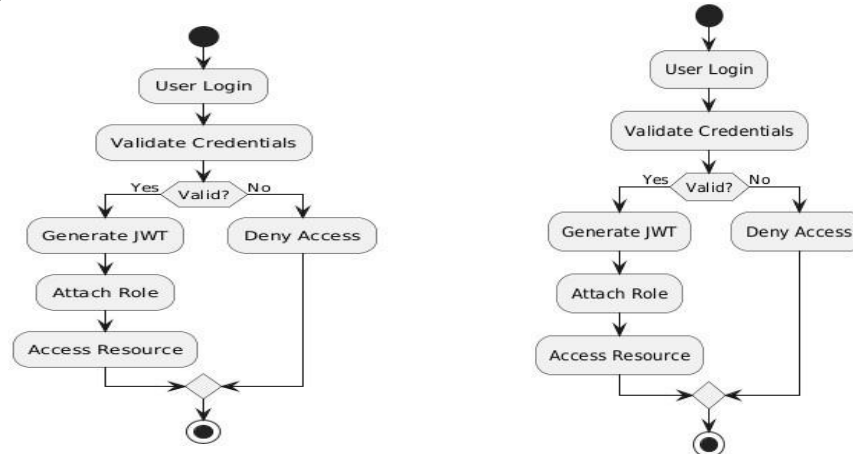 User Login
Validate Credentials
Yes
Valid?
No
Generate JWT
Deny Access
Attach Role
Access Resource
User Login
Validate Credentials
Yes
Valid?
No
Generate JWT
Deny Access
Attach Role
Access Resource